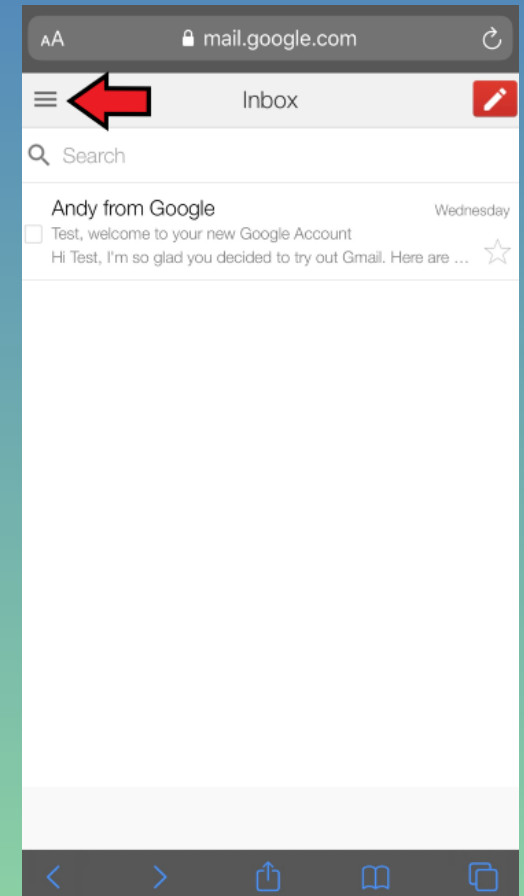 AA mail.google.com
Inbox
Search
Andy from Google Wednesday
Test, welcome to your new Google Account
Hi Test, I'm so glad you decided to try out Gmail. Here are ...